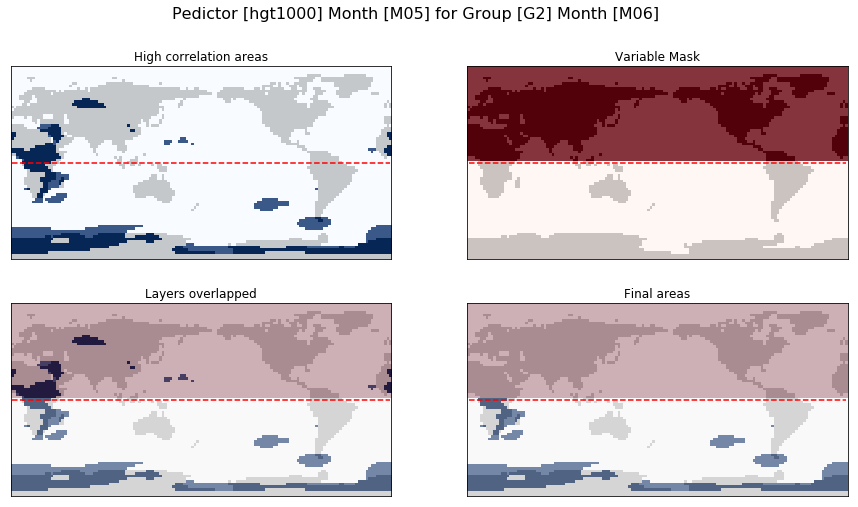 Pedictor [hgt1000] Month [M05] for Group [G2] Month [M06]
High correlation areas
Variable Mask
Layers overlapped
Final areas